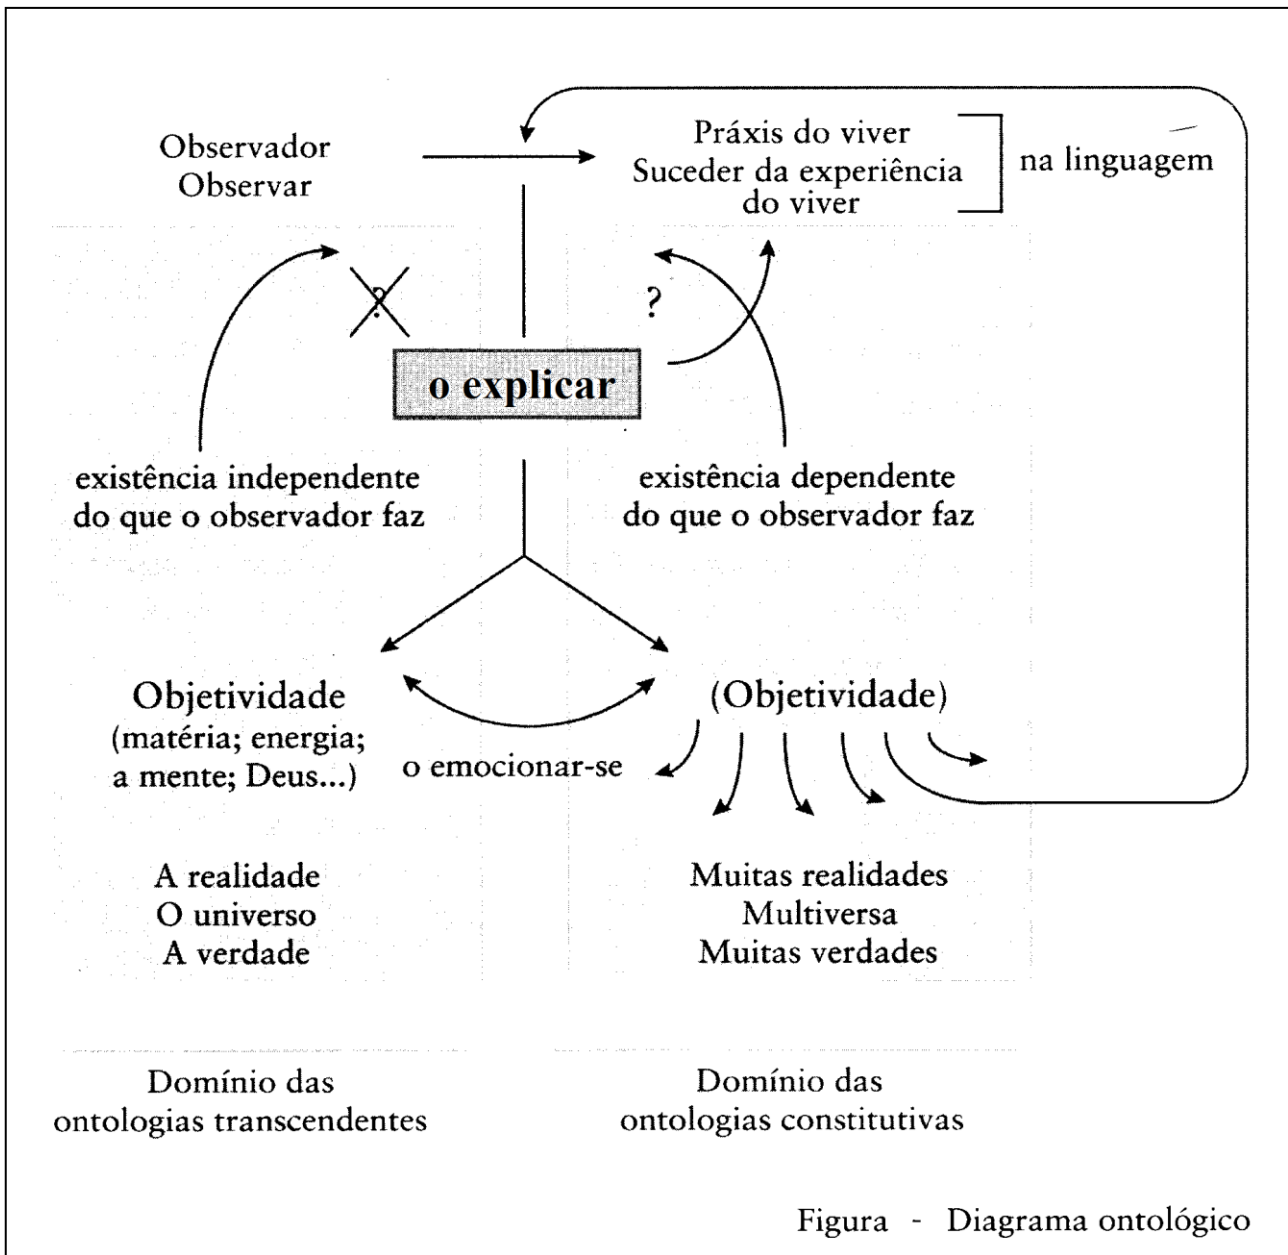 Observador
Observar
Práxis do viver
Suceder da experiência
do viver
na linguagem
?
?
o explicar
existência independente
do que o observador faz
existência dependente
do que o observador faz
Objetividade
(matéria; energia;
a mente; Deus...)
o emocionar-se
(Objetividade)
A realidade
O universo
A verdade
Muitas realidades
Multiversa
Muitas verdades
Domínio das
ontologias transcendentes
Domínio das
ontologias constitutivas
Figura - Diagrama ontológico